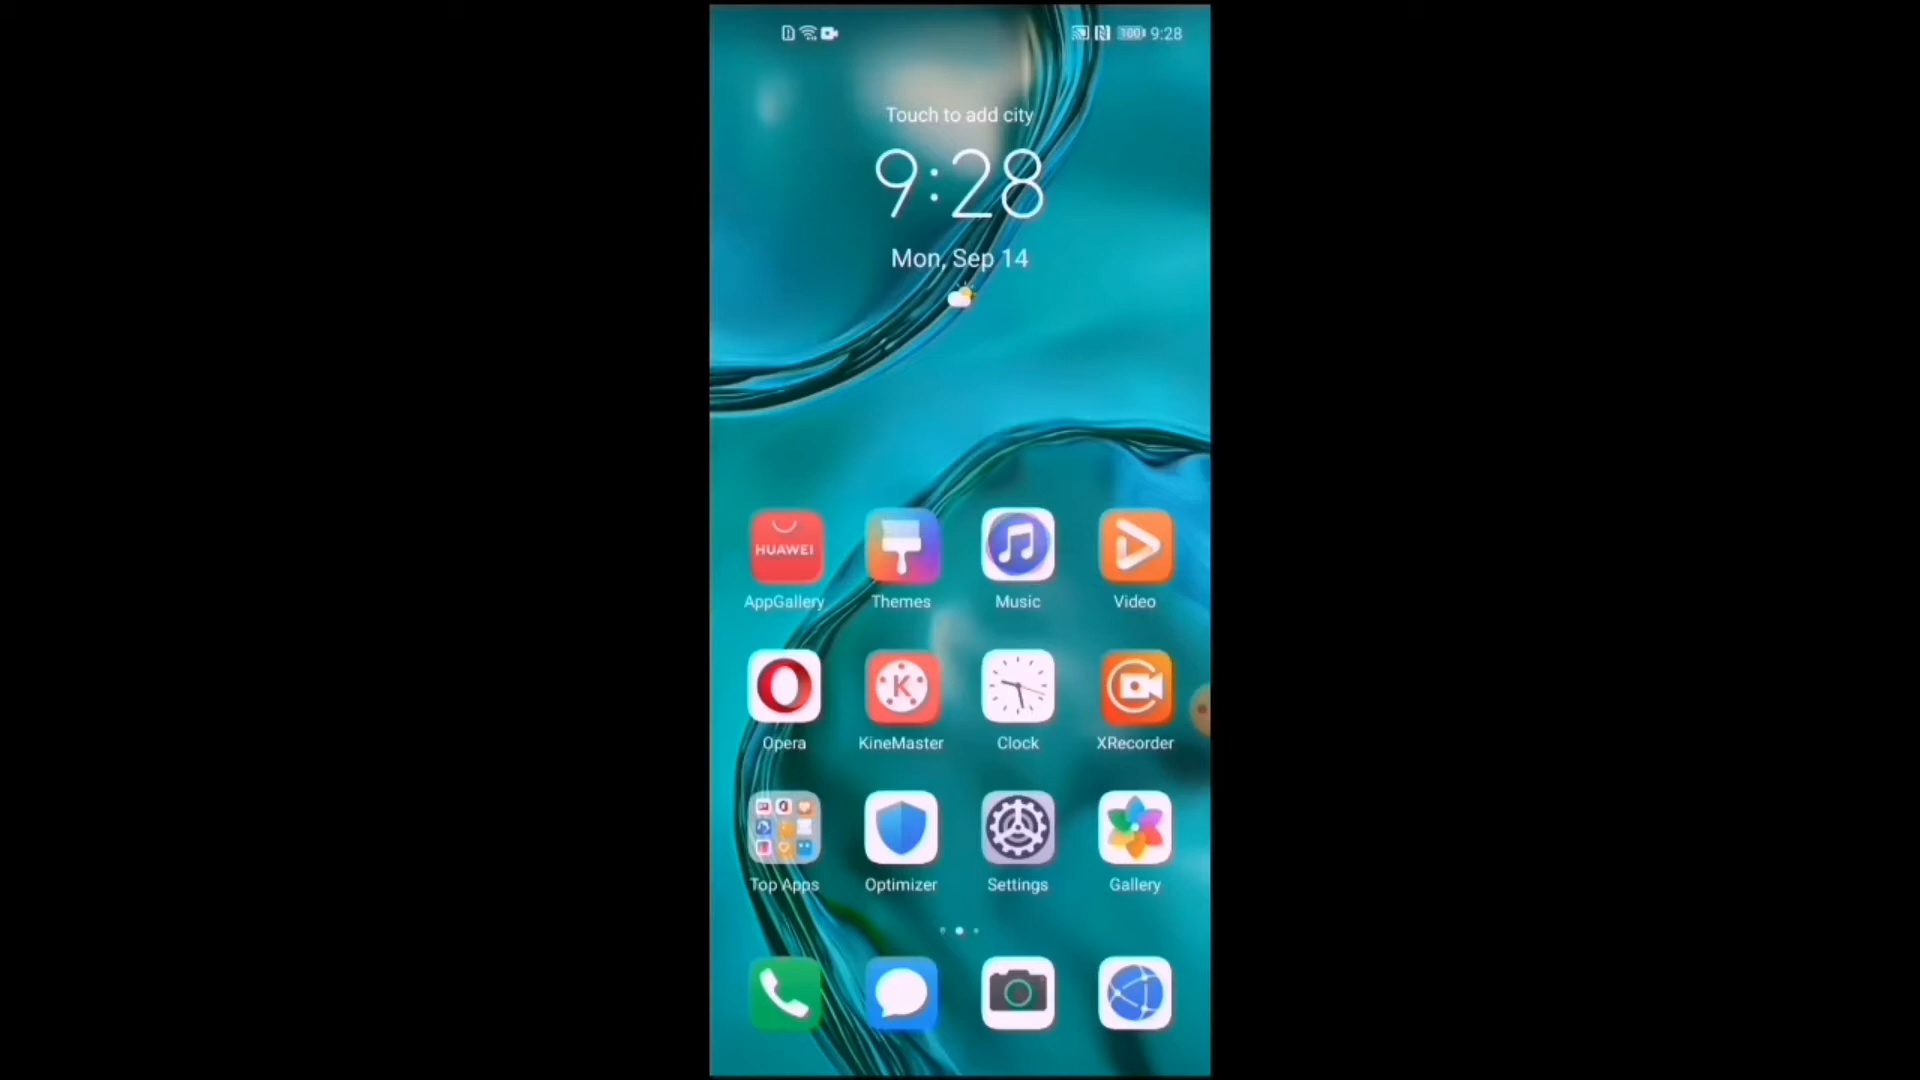 100 9:28
Touch to add city
9:28
Mon, Sep 14
HUAWEI
AppGallery Themes Music Video
K
Opera KineMaster Clock XRecorder
Top Apps Optimizer Settings Gallery